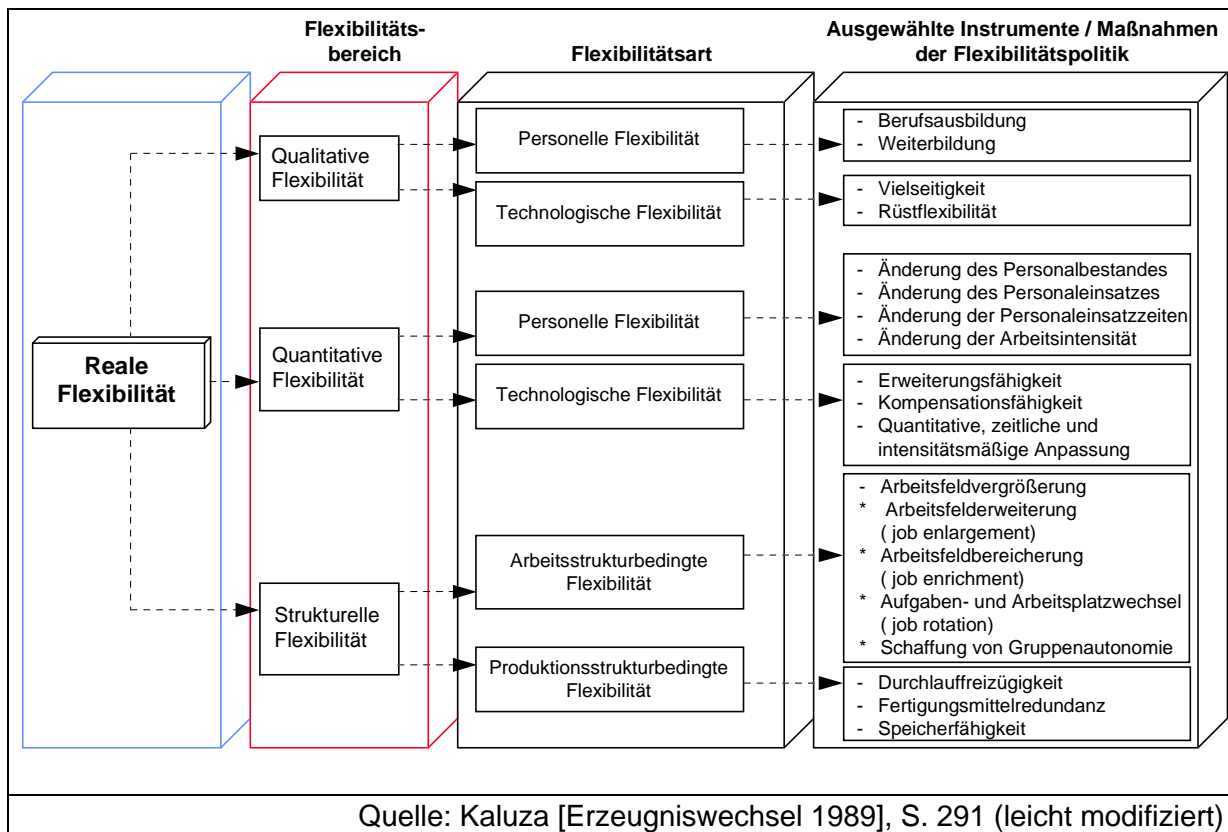 Flexibilitäts-
bereich
Flexibilitätsart
Ausgewählte Instrumente / Maßnahmen
der Flexibilitätspolitik
Reale
Flexibilität
Qualitative
Flexibilität
Personelle Flexibilität
- Berufsausbildung
- Weiterbildung
Technologische Flexibilität
- Vielseitigkeit
- Rüstflexibilität
Quantitative
Flexibilität
Personelle Flexibilität
- Änderung des Personalbestandes
- Änderung des Personaleinsatzes
- Änderung der Personaleinsatzzeiten
- Änderung der Arbeitsintensität
Technologische Flexibilität
- Erweiterungsfähigkeit
- Kompensationsfähigkeit
- Quantitative, zeitliche und
intensitätsmäßige Anpassung
Strukturelle
Flexibilität
Arbeitsstrukturbedingte
Flexibilität
- Arbeitsfeldvergrößerung
* Arbeitsfelderweiterung
( job enlargement)
* Arbeitsfeldbereicherung
( job enrichment)
* Aufgaben- und Arbeitsplatzwechsel
( job rotation)
* Schaffung von Gruppenautonomie
Produktionsstrukturbedingte
Flexibilität
- Durchlauffreizügigkeit
- Fertigungsmittelredundanz
- Speicherfähigkeit
Quelle: Kaluza [Erzeugniswechsel 1989], S. 291 (leicht modifiziert)